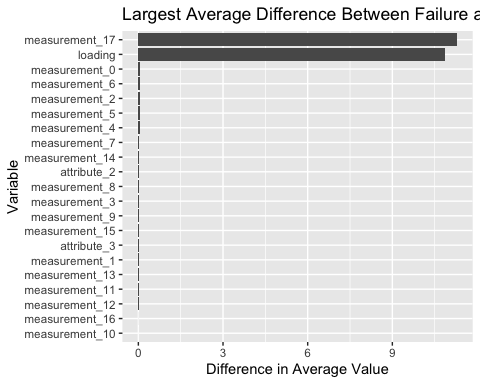 Largest Average Difference Between Failure a
measurement_17
loading
measurement_0
measurement_6
measurement_2
measurement_5
measurement_4
measurement_7
measurement_14
attribute_2
measurement_8
measurement_3
measurement_9
measurement_15
attribute_3
measurement_1
measurement_13
measurement_11
measurement_12
measurement_16
measurement_10
Variable
0 3 6 9
Difference in Average Value